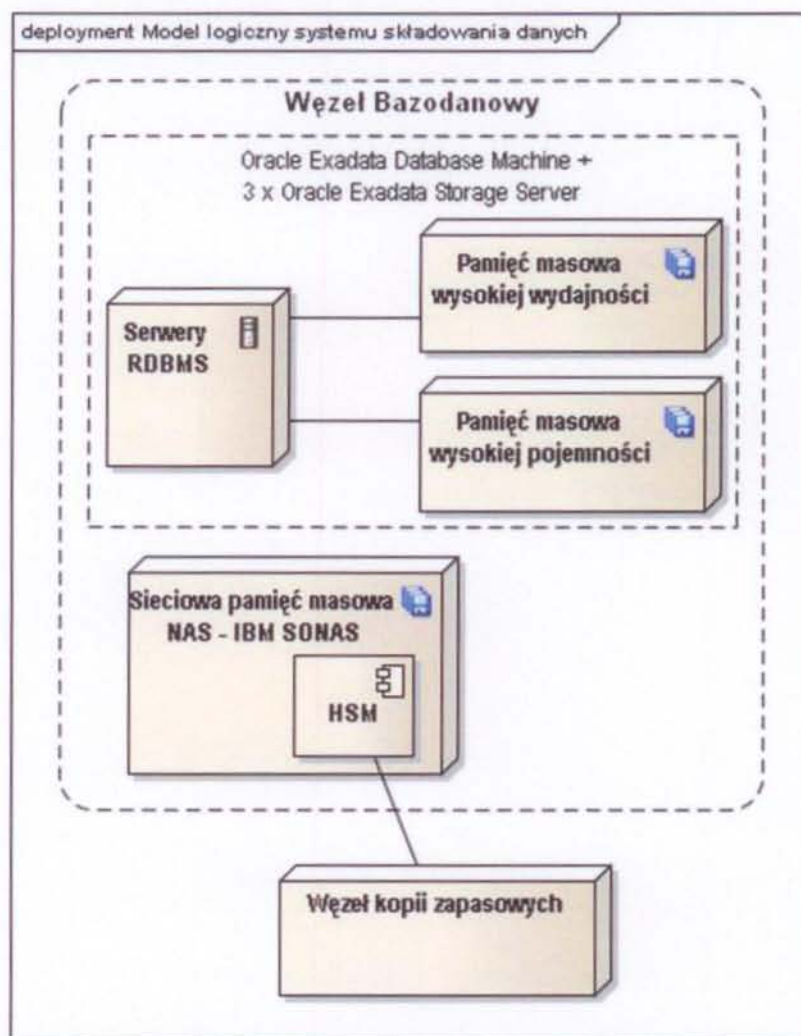 deployment Model logiczny systemu składowania danych
Węzeł Bazodanowy
Oracle Exadata Database Machine +
3 x Oracle Exadata Storage Server
Pamięć masowa
wysokiej wydajności
Serwery
RDBMS
Pamięć masowa
wysokiej pojemności
Sieciowa pamięć masowa
NAS - IBM SONAS
HSM
Węzeł kopii zapasowych